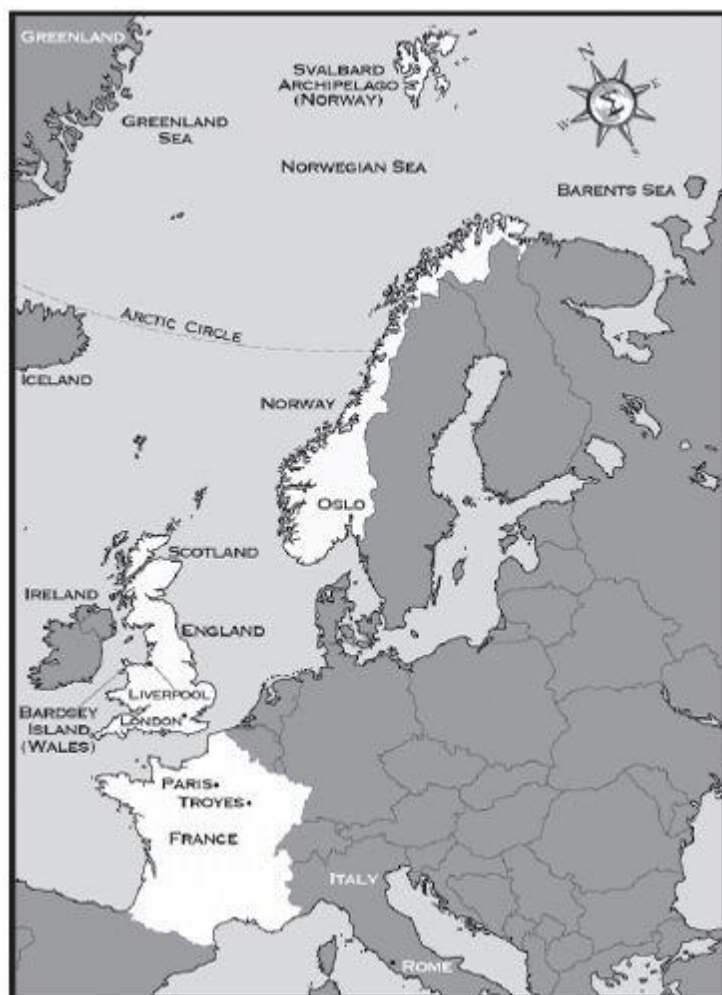 GREENLAND
SVALBARD
ARCHIPELAGO
(NORWAY)
N
E
W
S
GREENLAND
SEA
NORWEGIAN SEA
BARENTS SEA
ARCTIC CIRCLE
ICELAND
NORWAY
OSLO
SCOTLAND
IRELAND
ENGLAND
LIVERPOOL
BARDSEY
ISLAND
(WALES)
LONDON
PARIS
TROYES
FRANCE
ITALY
ROME